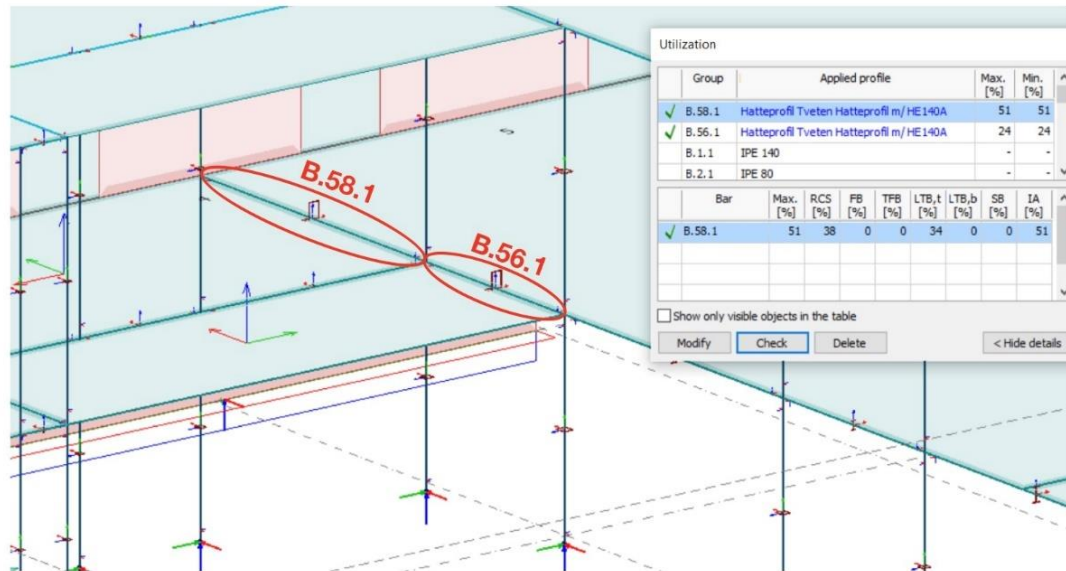 Utilization
Group Applied profile Max. [%] Min. [%]
B.58.1 Hatteprofil Tveten Hatteprofil m/ HE140A 51 51
B.56.1 Hatteprofil Tveten Hatteprofil m/ HE140A 24 24
B.1.1 IPE 140 - -
B.2.1 IPE 80 - -
Bar Max. [%] RCS [%] FB [%] TFB [%] LTB,t [%] LTB,b [%] SB [%] IA [%]
B.58.1 51 38 0 0 34 0 0 51
Show only visible objects in the table
Modify Check Delete < Hide details
B.58.1
B.56.1